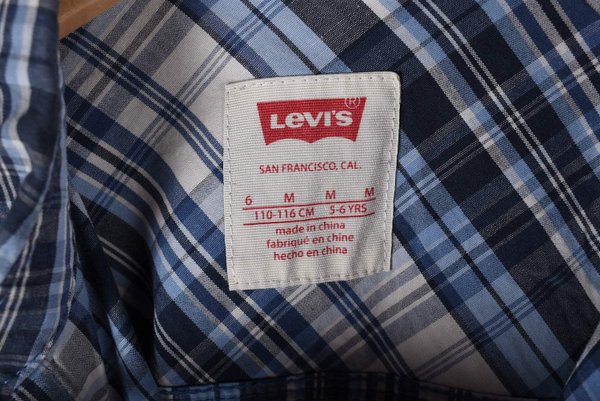 Levi's®
SAN FRANCISCO, CAL.
6 M M M
110-116 CM 5-6 YRS
made in china
fabriqué en chine
hecho en china